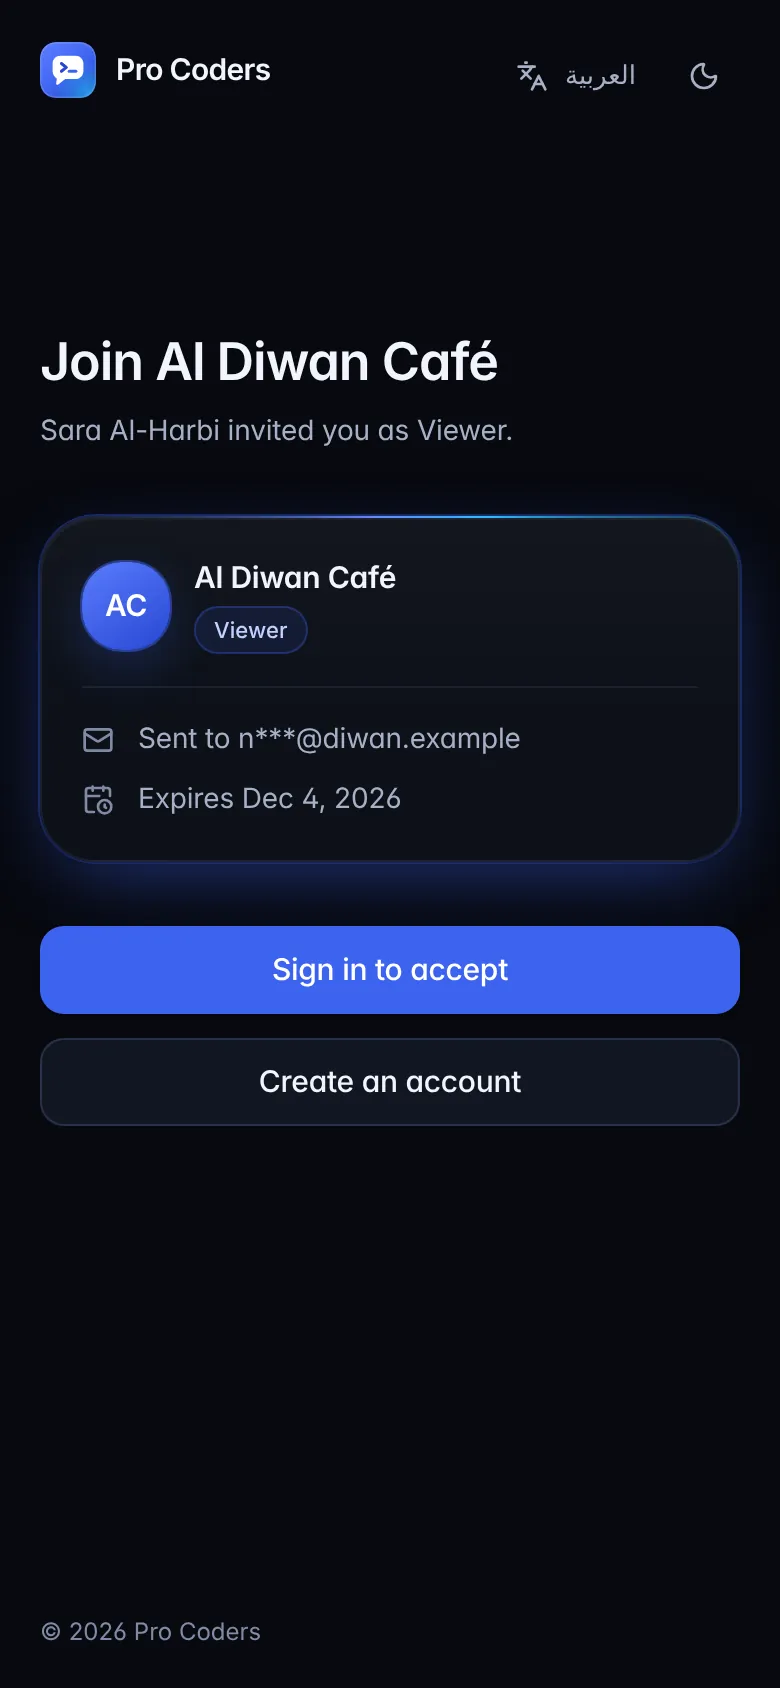 Pro Coders
العربية
Join Al Diwan Café
Sara Al-Harbi invited you as Viewer.
AC
Al Diwan Café
Viewer
Sent to n***@diwan.example
Expires Dec 4, 2026
Sign in to accept
Create an account
© 2026 Pro Coders